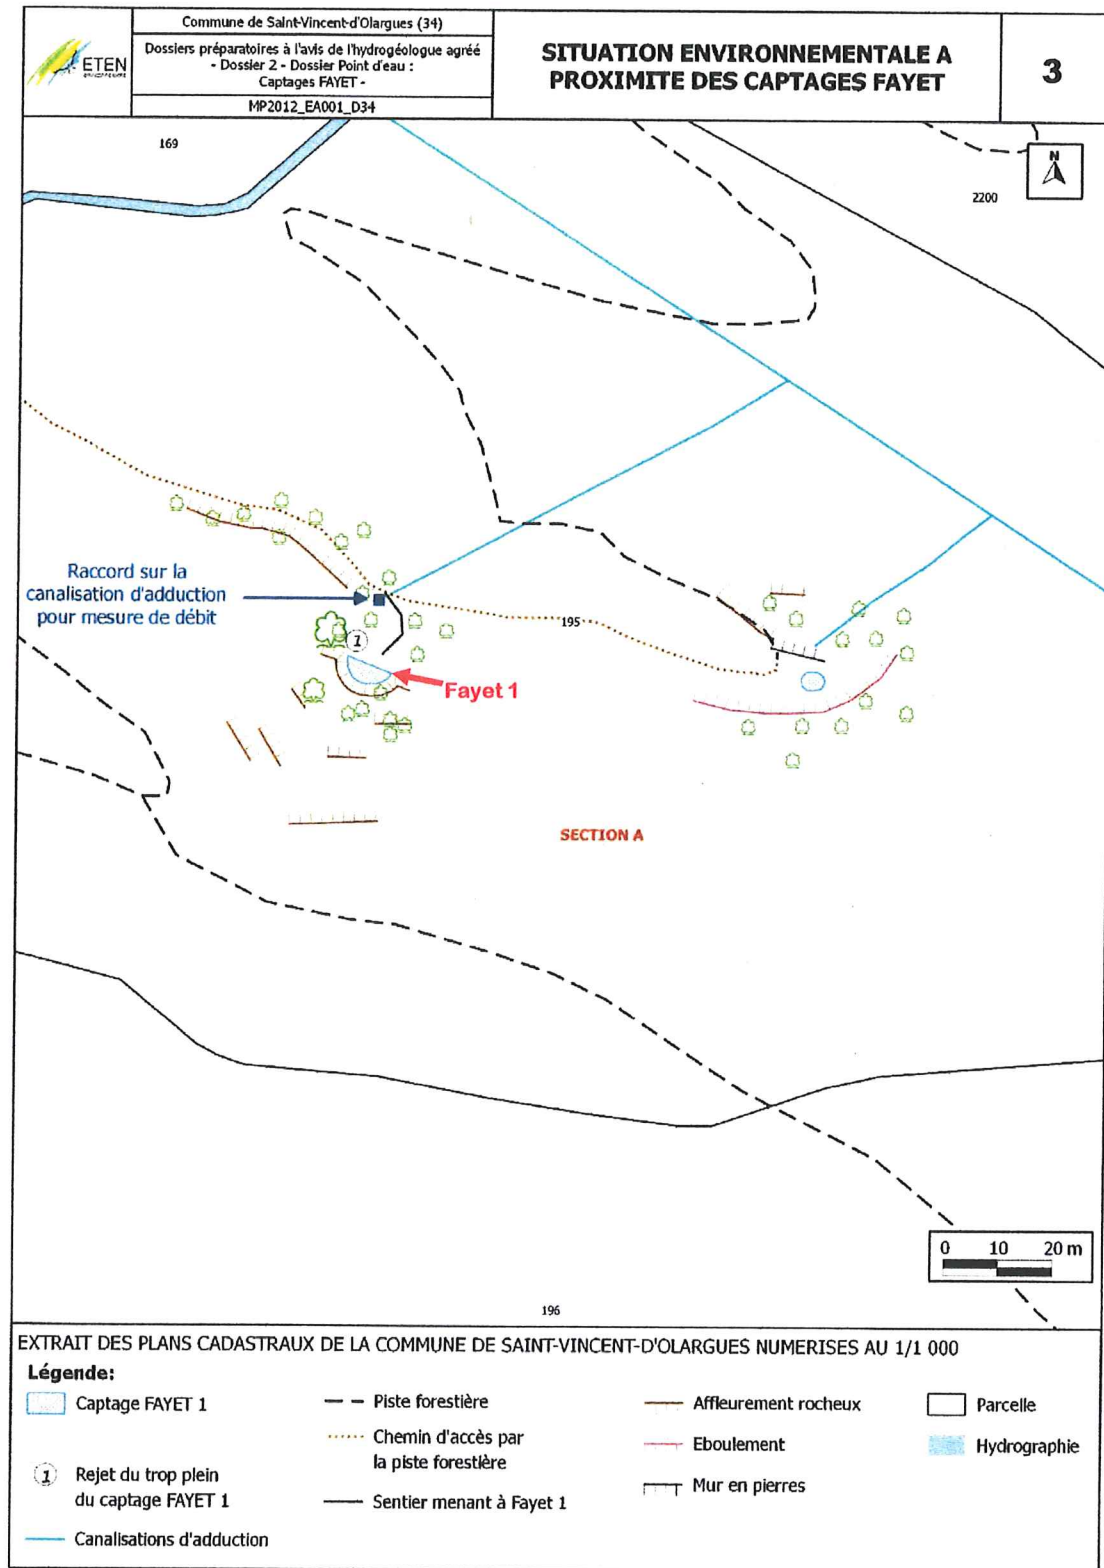 ETEN
Commune de Saint-Vincent-d'Olargues (34)
Dossiers préparatoires à l'avis de l'hydrogéologue agréé
- Dossier 2 - Dossier Point d'eau :
Captages FAYET -
MP2012_EA001_D34
SITUATION ENVIRONNEMENTALE A
PROXIMITE DES CAPTAGES FAYET
3
169
N
2200
Raccord sur la
canalisation d'adduction
pour mesure de débit
195
1
Fayet 1
SECTION A
0 10 20 m
196
EXTRAIT DES PLANS CADASTRAUX DE LA COMMUNE DE SAINT-VINCENT-D'OLARGUES NUMERISES AU 1/1 000
Légende:
Captage FAYET 1
1 Rejet du trop plein
du captage FAYET 1
Canalisations d'adduction
Piste forestière
Chemin d'accès par
la piste forestière
Sentier menant à Fayet 1
Affleurement rocheux
Eboulement
Mur en pierres
Parcelle
Hydrographie